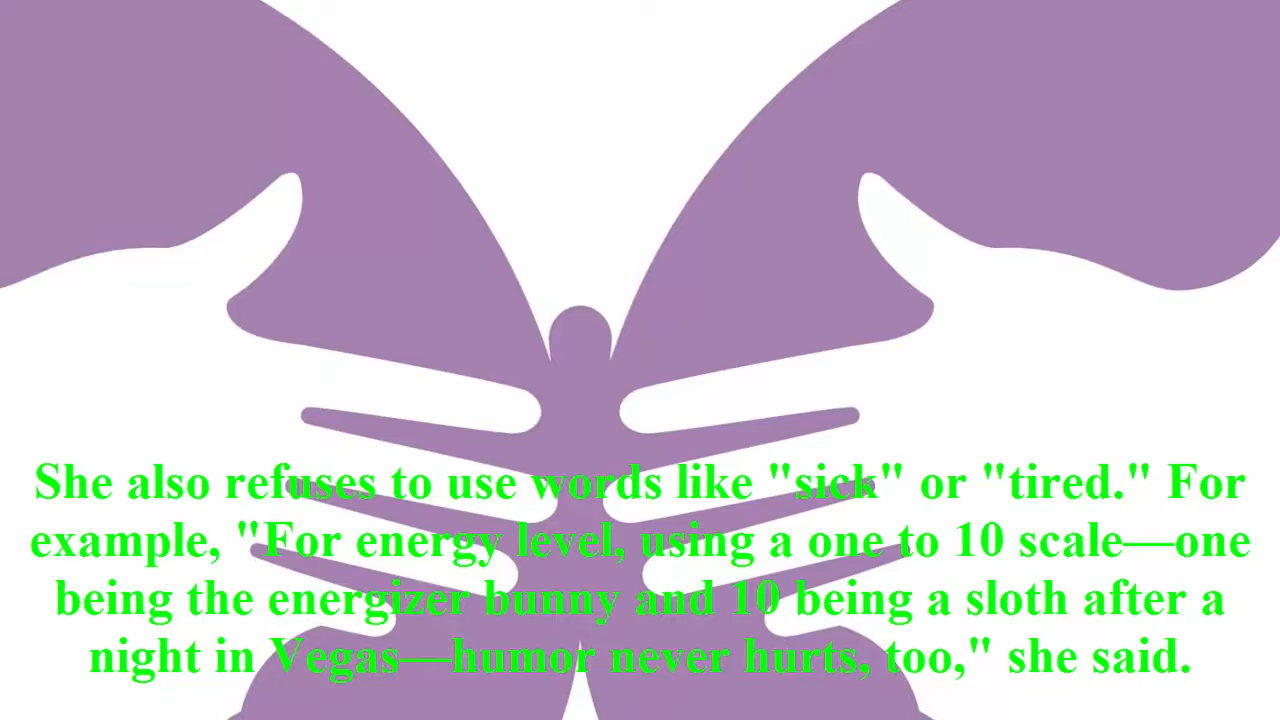 She also refuses to use words like "sick" or "tired." For
example, "For energy level, using a one to 10 scale—one
being the energizer bunny and 10 being a sloth after a
night in Vegas—humor never hurts, too," she said.